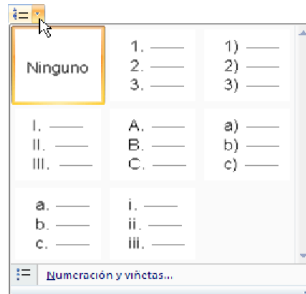 Ninguno
1.
2.
3.
1)
2)
3)
I.
II.
III.
A.
B.
C.
a)
b)
c)
a.
b.
c.
i.
ii.
iii.
Numeración y viñetas...